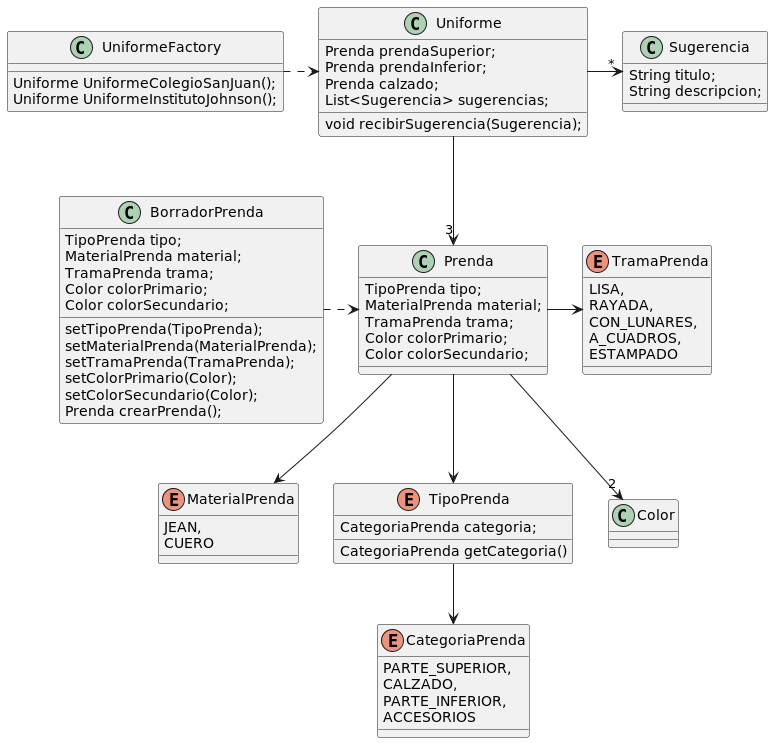 C UniformeFactory
Uniforme UniformeColegioSanJuan();
Uniforme UniformeInstitutoJohnson();
C Uniforme
Prenda prendaSuperior;
Prenda prendaInferior;
Prenda calzado;
List<Sugerencia> sugerencias;
void recibirSugerencia(Sugerencia);
*
C Sugerencia
String titulo;
String descripcion;
3
C BorradorPrenda
TipoPrenda tipo;
MaterialPrenda material;
TramaPrenda trama;
Color colorPrimario;
Color colorSecundario;
setTipoPrenda(TipoPrenda);
setMaterialPrenda(MaterialPrenda);
setTramaPrenda(TramaPrenda);
setColorPrimario(Color);
setColorSecundario(Color);
Prenda crearPrenda();
C Prenda
TipoPrenda tipo;
MaterialPrenda material;
TramaPrenda trama;
Color colorPrimario;
Color colorSecundario;
E TramaPrenda
LISA,
RAYADA,
CON_LUNARES,
A_CUADROS,
ESTAMPADO
E MaterialPrenda
JEAN,
CUERO
E TipoPrenda
CategoriaPrenda categoria;
CategoriaPrenda getCategoria()
2
C Color
E CategoriaPrenda
PARTE_SUPERIOR,
CALZADO,
PARTE_INFERIOR,
ACCESORIOS